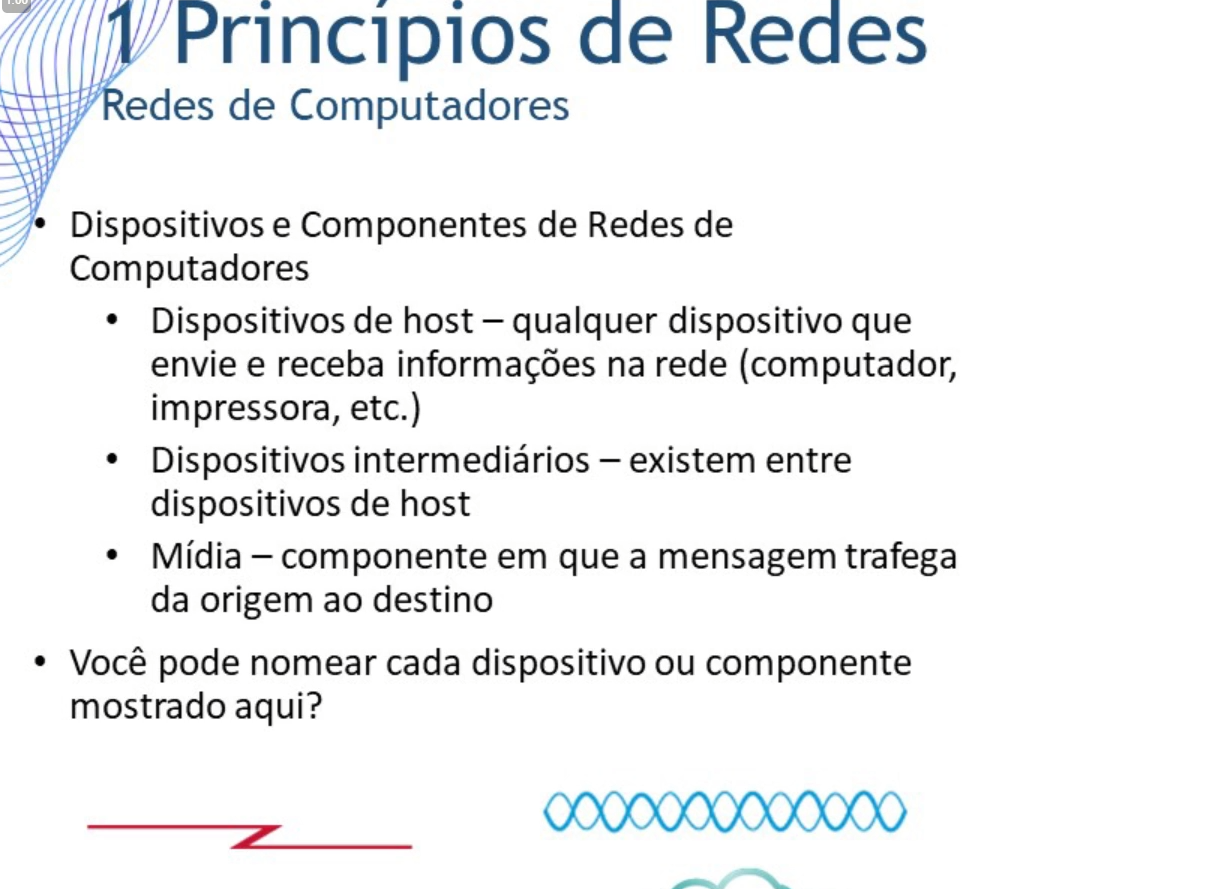 1.00
1 Princípios de Redes
Redes de Computadores
• Dispositivos e Componentes de Redes de
Computadores
• Dispositivos de host – qualquer dispositivo que
envie e receba informações na rede (computador,
impressora, etc.)
• Dispositivos intermediários – existem entre
dispositivos de host
• Mídia – componente em que a mensagem trafega
da origem ao destino
• Você pode nomear cada dispositivo ou componente
mostrado aqui?